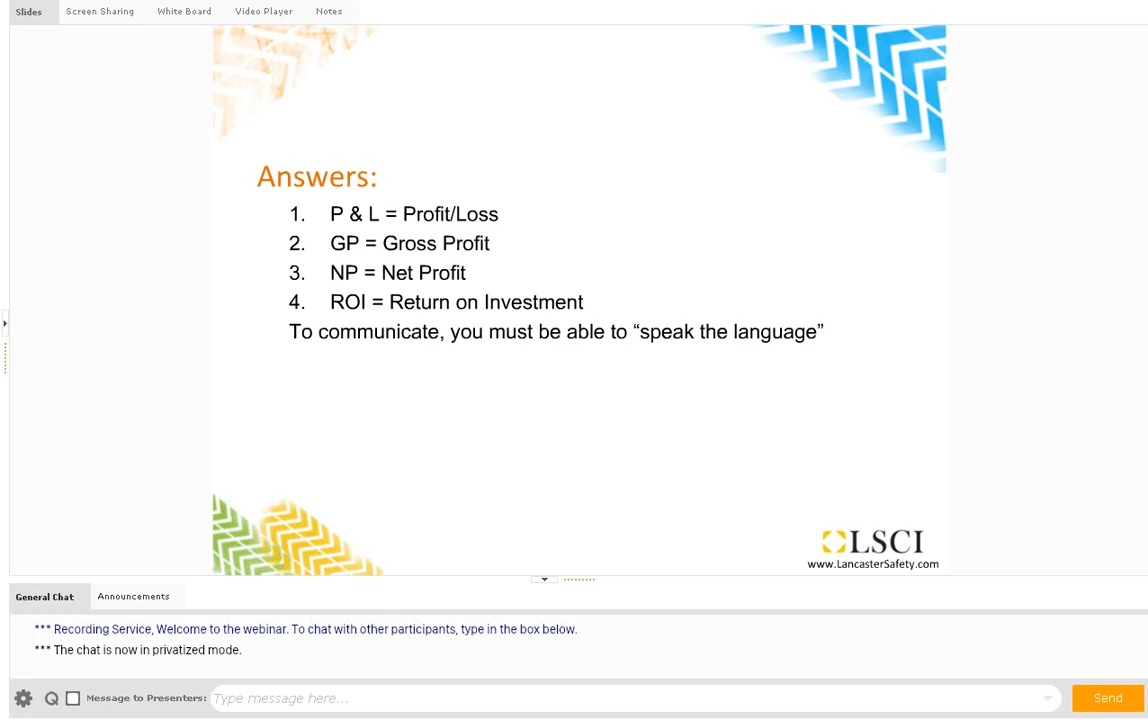 Slides Screen Sharing White Board Video Player Notes
Answers:
1. P & L = Profit/Loss
2. GP = Gross Profit
3. NP = Net Profit
4. ROI = Return on Investment
To communicate, you must be able to “speak the language”
LSCI
www.LancasterSafety.com
General Chat Announcements
*** Recording Service, Welcome to the webinar. To chat with other participants, type in the box below.
*** The chat is now in privatized mode.
Message to Presenters: Type message here... Send